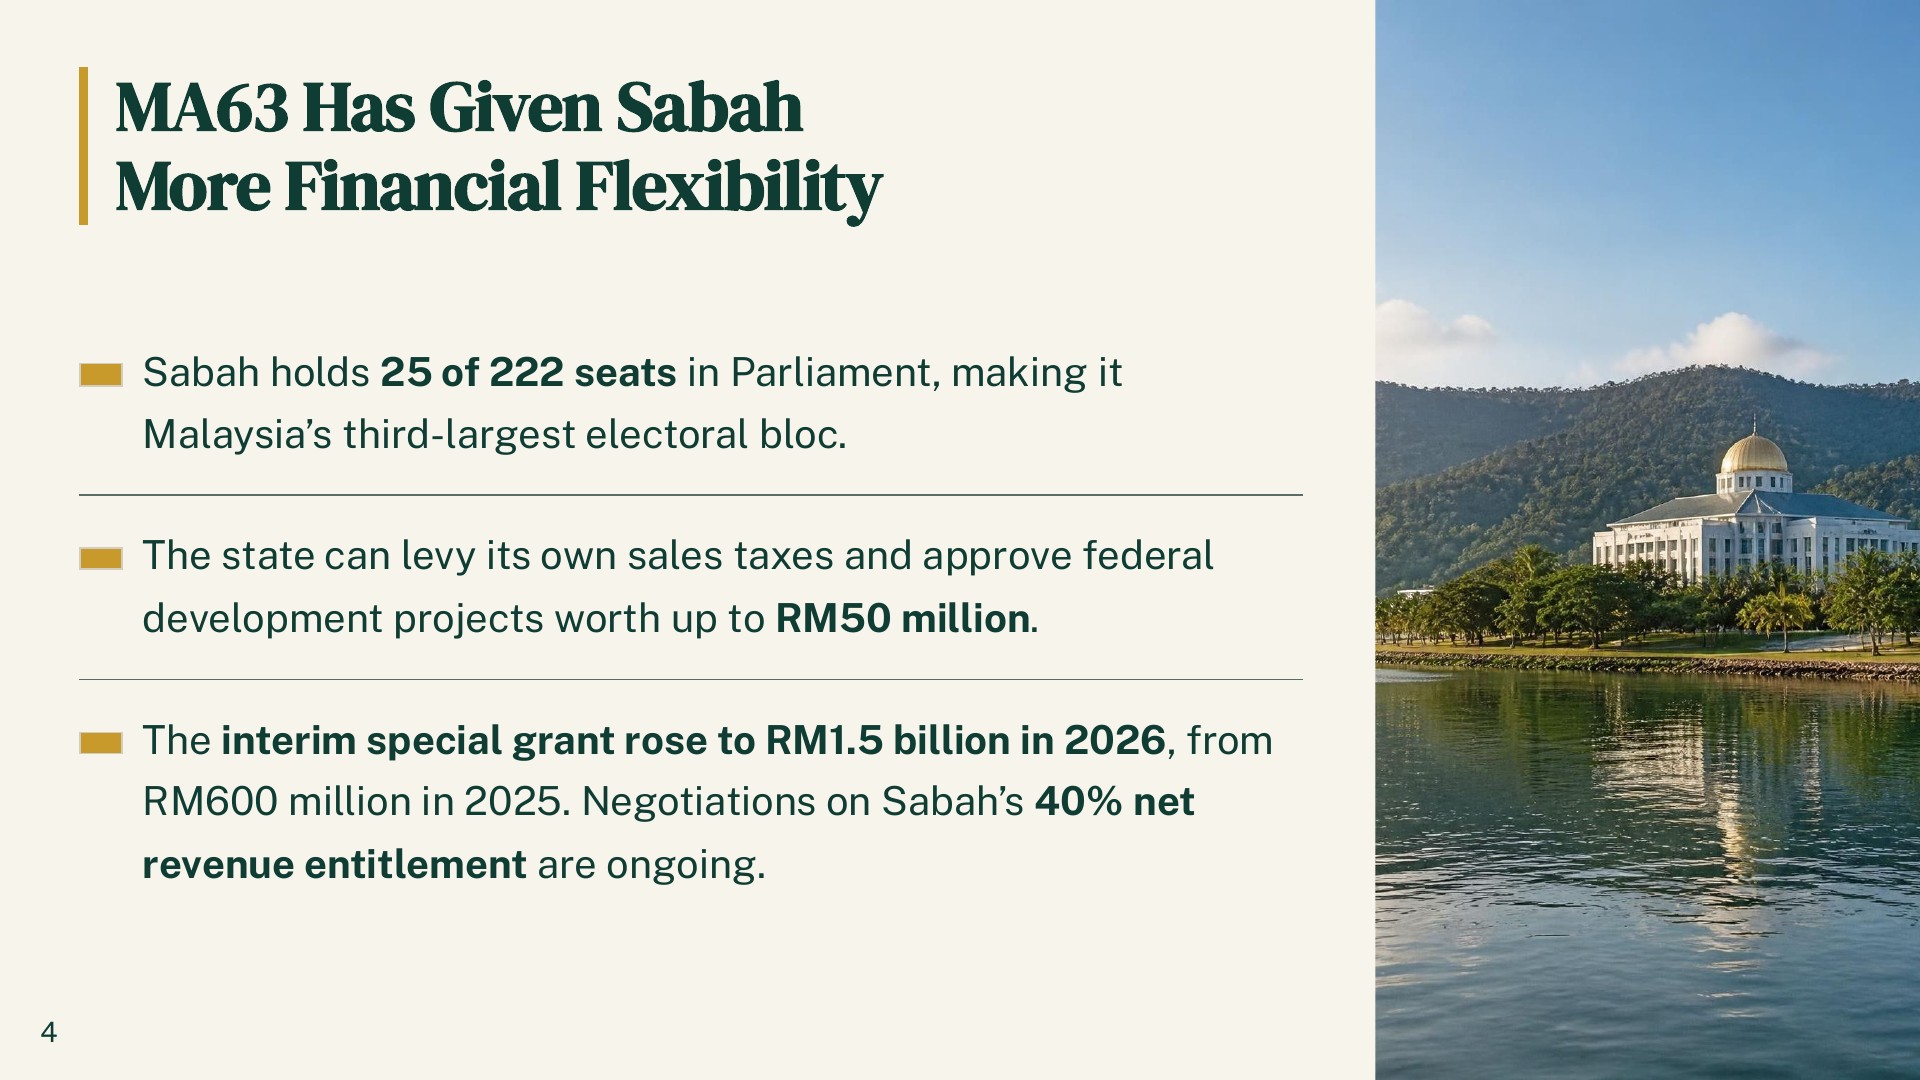 MA63 Has Given Sabah
More Financial Flexibility
Sabah holds 25 of 222 seats in Parliament, making it
Malaysia’s third-largest electoral bloc.
The state can levy its own sales taxes and approve federal
development projects worth up to RM50 million.
The interim special grant rose to RM1.5 billion in 2026, from
RM600 million in 2025. Negotiations on Sabah’s 40% net
revenue entitlement are ongoing.
4